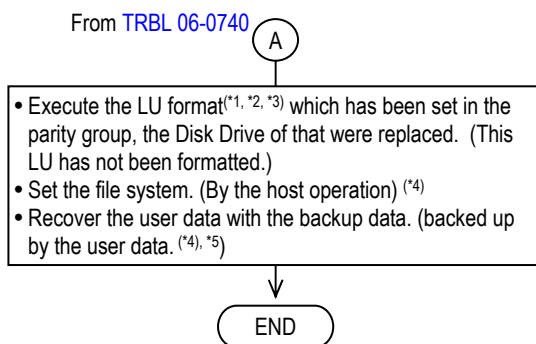 From TRBL 06-0740
A
• Execute the LU format(*1, *2, *3) which has been set in the
parity group, the Disk Drive of that were replaced. (This
LU has not been formatted.)
• Set the file system. (By the host operation) (*4)
• Recover the user data with the backup data. (backed up
by the user data. (*4), *5)
END